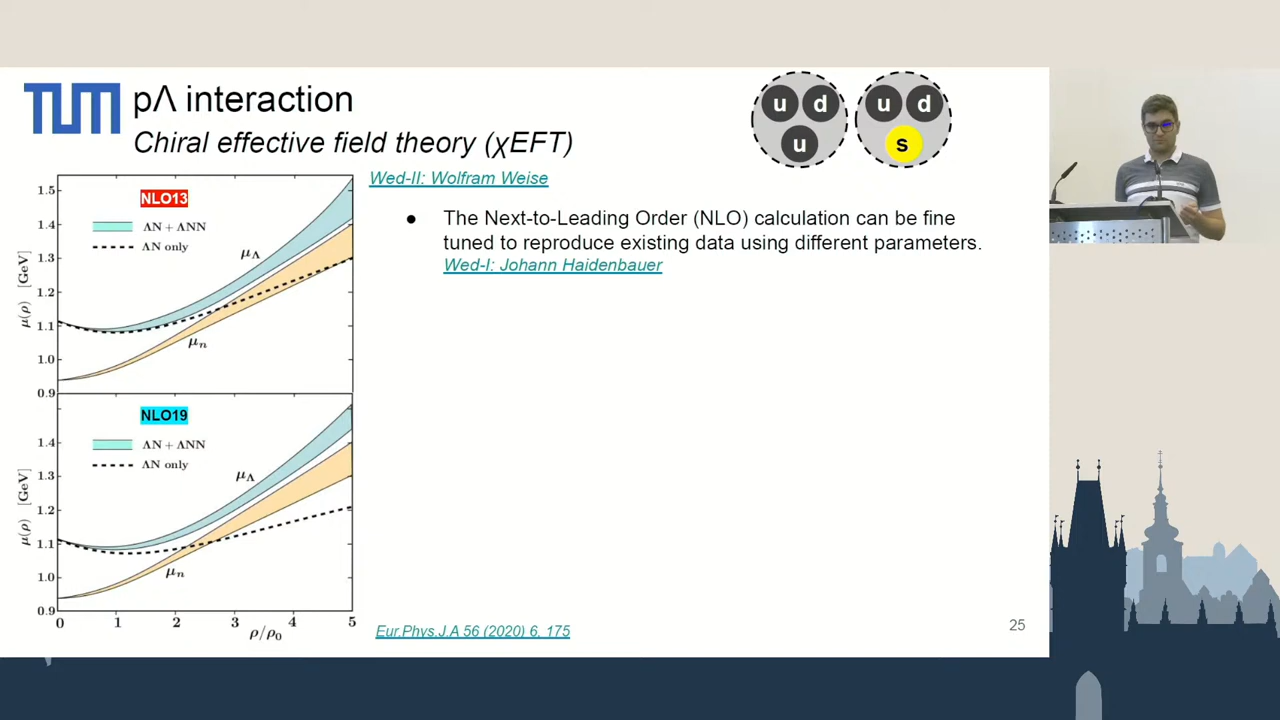 TUM
pΛ interaction
Chiral effective field theory (χEFT)
u d
u
u d
s
Wed-II: Wolfram Weise
● The Next-to-Leading Order (NLO) calculation can be fine
tuned to reproduce existing data using different parameters.
Wed-I: Johann Haidenbauer
NLO13
ΛN + ΛNN
ΛN only
μΛ
μn
μ(ρ) [GeV]
1.5
1.4
1.3
1.2
1.1
1.0
0.9
NLO19
ΛN + ΛNN
ΛN only
μΛ
μn
μ(ρ) [GeV]
1.4
1.3
1.2
1.1
1.0
0.9
0 1 2 3 4 5
ρ/ρ0
Eur.Phys.J.A 56 (2020) 6, 175
25